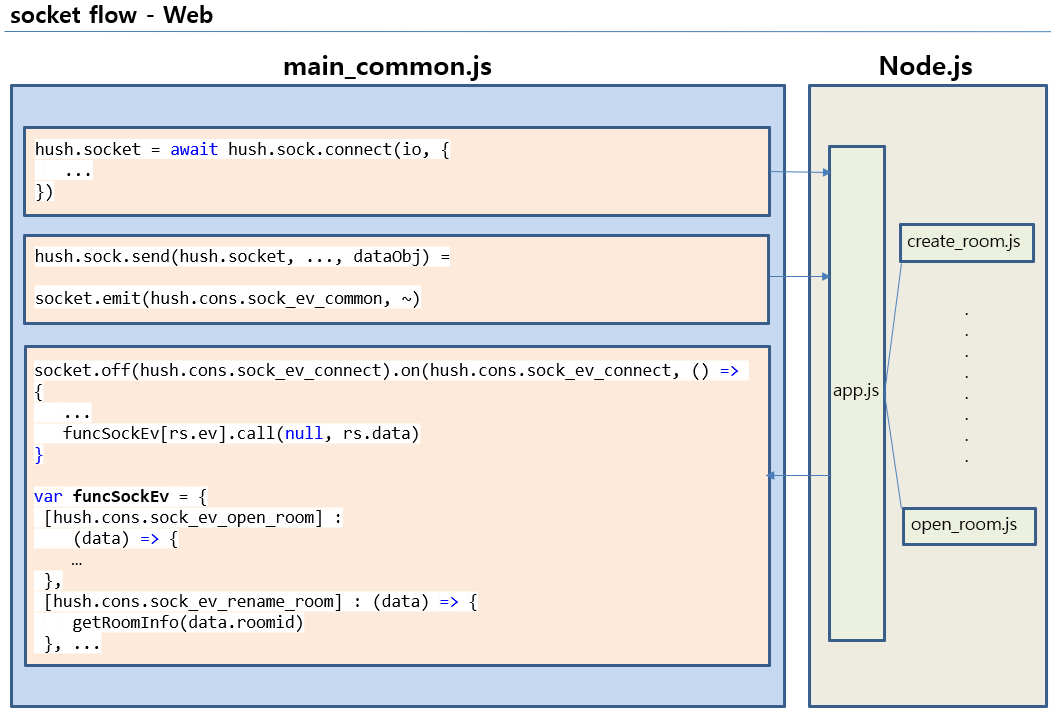 socket flow - Web
main_common.js
Node.js
hush.socket = await hush.sock.connect(io, {
...
})
hush.sock.send(hush.socket, ..., dataObj) =
socket.emit(hush.cons.sock_ev_common, ~)
socket.off(hush.cons.sock_ev_connect).on(hush.cons.sock_ev_connect, () =>
{
...
funcSockEv[rs.ev].call(null, rs.data)
}
var funcSockEv = {
[hush.cons.sock_ev_open_room] :
(data) => {
…
},
[hush.cons.sock_ev_rename_room] : (data) => {
getRoomInfo(data.roomid)
}, ...
app.js
create_room.js
.
.
.
.
.
.
.
.
open_room.js